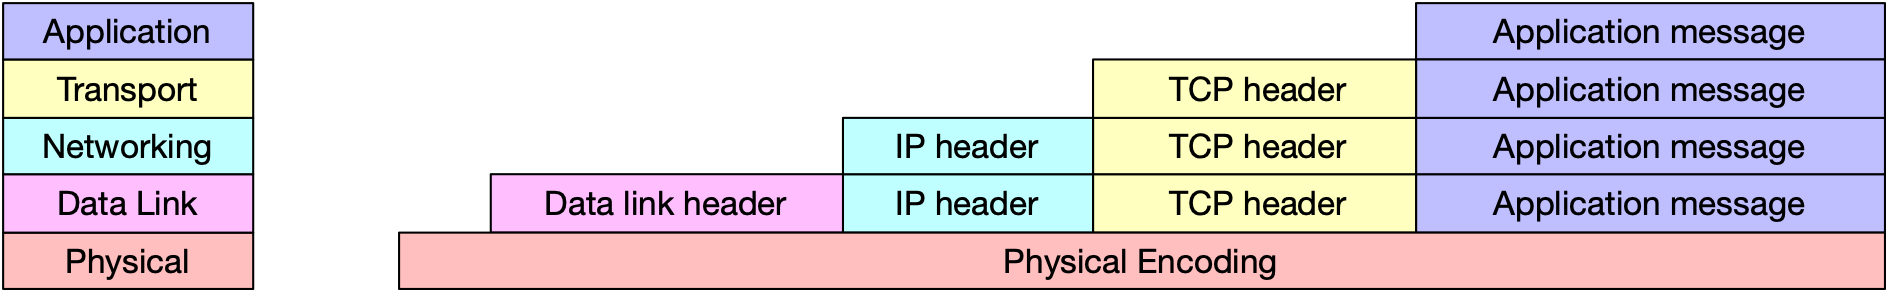 Application Application message
Transport TCP header Application message
Networking IP header TCP header Application message
Data Link Data link header IP header TCP header Application message
Physical Physical Encoding